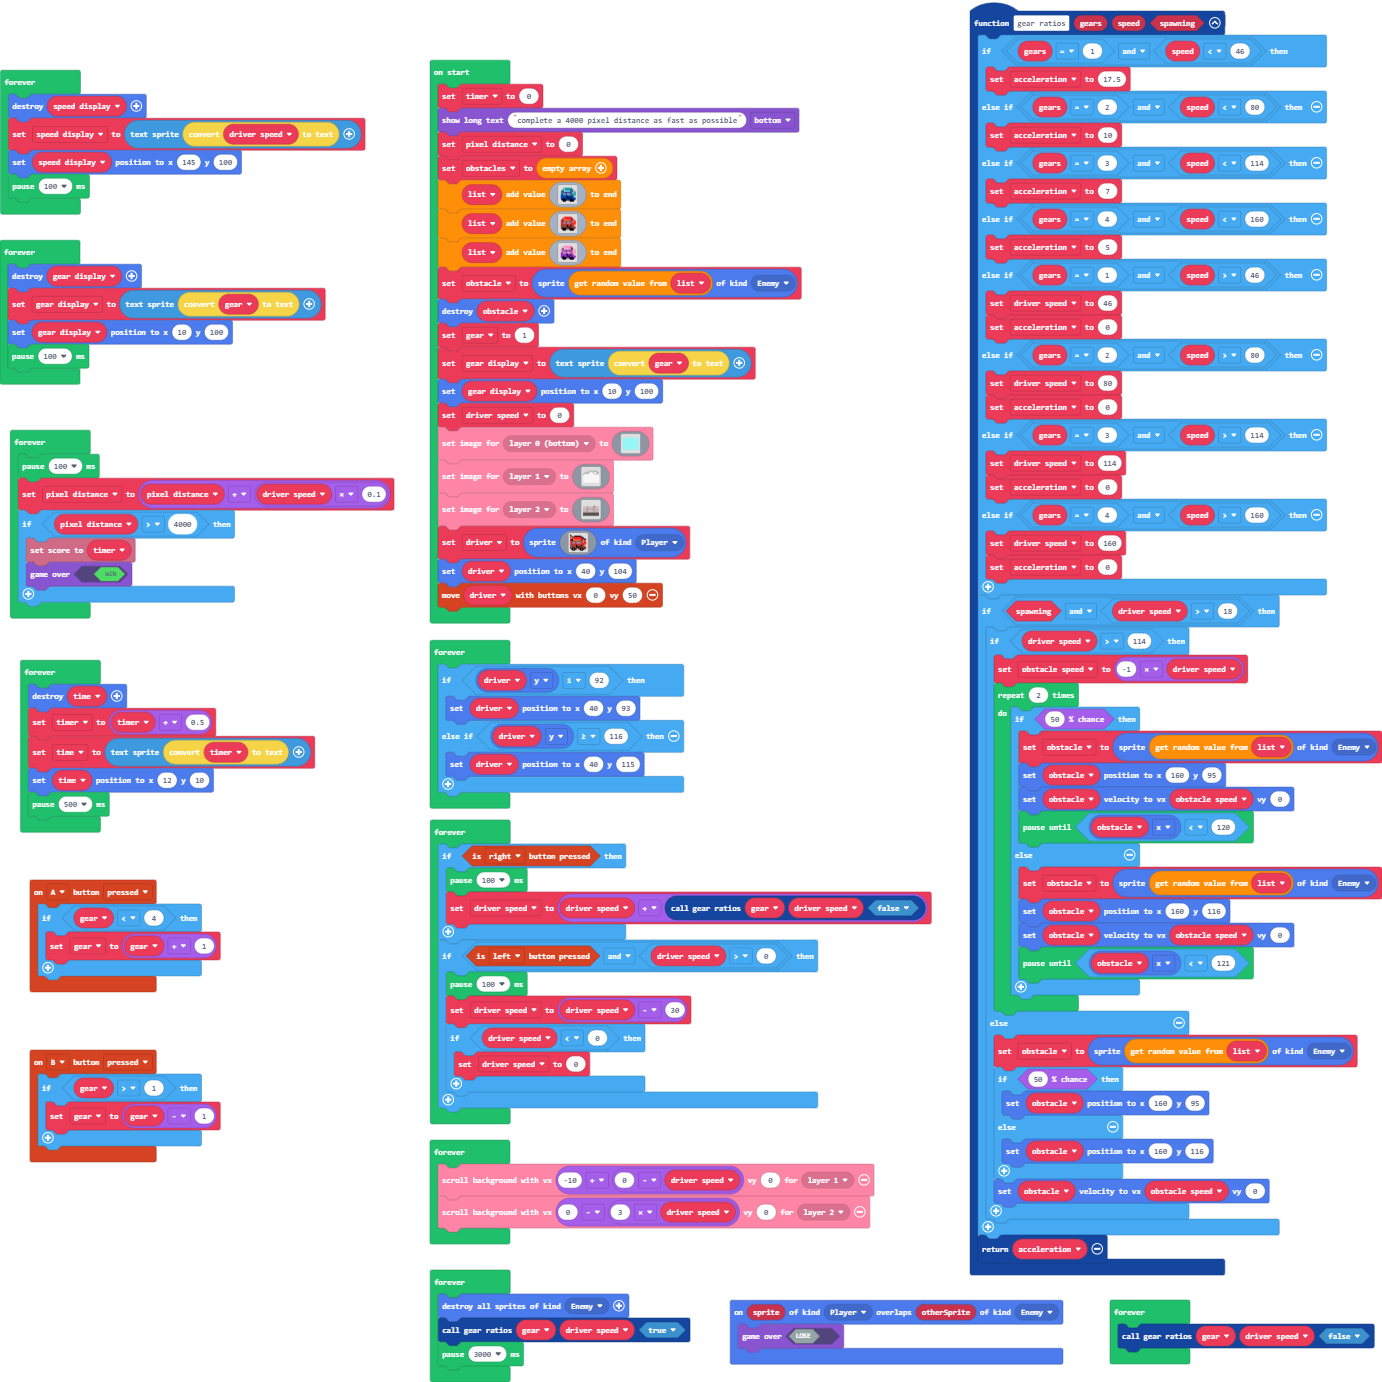 forever
destroy speed display
set speed display to text sprite convert driver speed to text
set speed display position to x 145 y 100
pause 100 ms
forever
destroy gear display
set gear display to text sprite convert gear to text
set gear display position to x 10 y 100
pause 100 ms
forever
pause 100 ms
set pixel distance to pixel distance + driver speed × 0.1
if pixel distance > 4000 then
set score to timer
game over WIN
forever
destroy time
set timer to timer + 0.5
set time to text sprite convert timer to text
set time position to x 12 y 10
pause 500 ms
on A button pressed
if gear < 4 then
set gear to gear + 1
on B button pressed
if gear > 1 then
set gear to gear - 1
on start
set timer to 0
show long text "complete a 4000 pixel distance as fast as possible" bottom
set pixel distance to 0
set obstacles to empty array
list add value to end
list add value to end
list add value to end
set obstacle to sprite get random value from list of kind Enemy
destroy obstacle
set gear to 1
set gear display to text sprite convert gear to text
set gear display position to x 10 y 100
set driver speed to 0
set image for layer 0 (bottom) to
set image for layer 1 to
set image for layer 2 to
set driver to sprite of kind Player
set driver position to x 40 y 104
move driver with buttons vx 0 vy 50
forever
if driver y ≤ 92 then
set driver position to x 40 y 93
else if driver y ≥ 116 then
set driver position to x 40 y 115
forever
if is right button pressed then
pause 100 ms
set driver speed to driver speed + call gear ratios gear driver speed false
if is left button pressed and driver speed > 0 then
pause 100 ms
set driver speed to driver speed - 30
if driver speed < 0 then
set driver speed to 0
forever
scroll background with vx -10 + 0 - driver speed vy 0 for layer 1
scroll background with vx 0 - 3 × driver speed vy 0 for layer 2
forever
destroy all sprites of kind Enemy
call gear ratios gear driver speed true
pause 3000 ms
on sprite of kind Player overlaps otherSprite of kind Enemy
game over LOSE
function gear ratios gears speed spawning
if gears = 1 and speed < 46 then
set acceleration to 17.5
else if gears = 2 and speed < 80 then
set acceleration to 10
else if gears = 3 and speed < 114 then
set acceleration to 7
else if gears = 4 and speed < 160 then
set acceleration to 5
else if gears = 1 and speed > 46 then
set driver speed to 46
set acceleration to 0
else if gears = 2 and speed > 80 then
set driver speed to 80
set acceleration to 0
else if gears = 3 and speed > 114 then
set driver speed to 114
set acceleration to 0
else if gears = 4 and speed > 160 then
set driver speed to 160
set acceleration to 0
if spawning and driver speed > 18 then
if driver speed > 114 then
set obstacle speed to -1 × driver speed
repeat 2 times
do if 50 % chance then
set obstacle to sprite get random value from list of kind Enemy
set obstacle position to x 160 y 95
set obstacle velocity to vx obstacle speed vy 0
pause until obstacle x < 120
else
set obstacle to sprite get random value from list of kind Enemy
set obstacle position to x 160 y 116
set obstacle velocity to vx obstacle speed vy 0
pause until obstacle x < 121
else
set obstacle to sprite get random value from list of kind Enemy
if 50 % chance then
set obstacle position to x 160 y 95
else
set obstacle position to x 160 y 116
set obstacle velocity to vx obstacle speed vy 0
return acceleration
forever
call gear ratios gear driver speed false